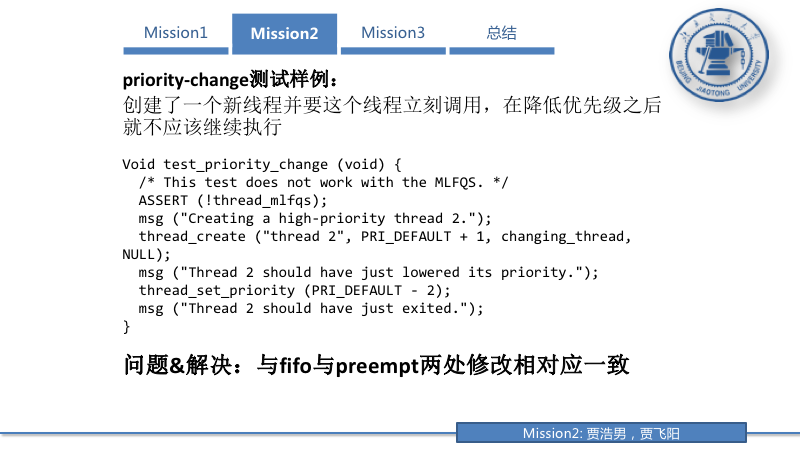 Mission1
Mission2
Mission3
总结
priority-change测试样例：
创建了一个新线程并要这个线程立刻调用，在降低优先级之后
就不应该继续执行
Void test_priority_change (void) {
/* This test does not work with the MLFQS. */
ASSERT (!thread_mlfqs);
msg ("Creating a high-priority thread 2.");
thread_create ("thread 2", PRI_DEFAULT + 1, changing_thread,
NULL);
msg ("Thread 2 should have just lowered its priority.");
thread_set_priority (PRI_DEFAULT - 2);
msg ("Thread 2 should have just exited.");
}
问题&解决：与fifo与preempt两处修改相对应一致
Mission2: 贾浩男，贾飞阳
北京交通大学
BEIJING JIAOTONG UNIVERSITY